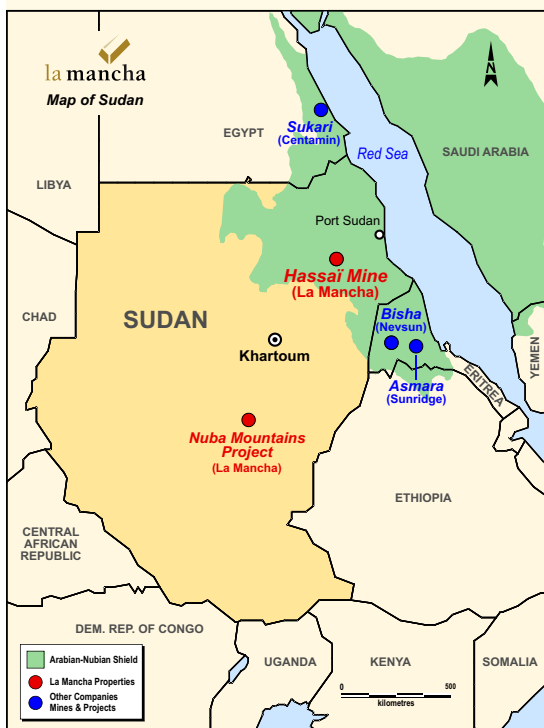 la mancha
Map of Sudan
EGYPT
Sukari
(Centamin)
Red Sea
SAUDI ARABIA
LIBYA
Port Sudan
Hassaï Mine
(La Mancha)
CHAD
SUDAN
Bisha
(Nevsun)
Khartoum
YEMEN
ERITREA
Asmara
(Sunridge)
Nuba Mountains
Project
(La Mancha)
ETHIOPIA
CENTRAL
AFRICAN
REPUBLIC
DEM. REP. OF CONGO
UGANDA
KENYA
SOMALIA
Arabian-Nubian Shield
La Mancha Properties
Other Companies
Mines & Projects
0 500
kilometres
N